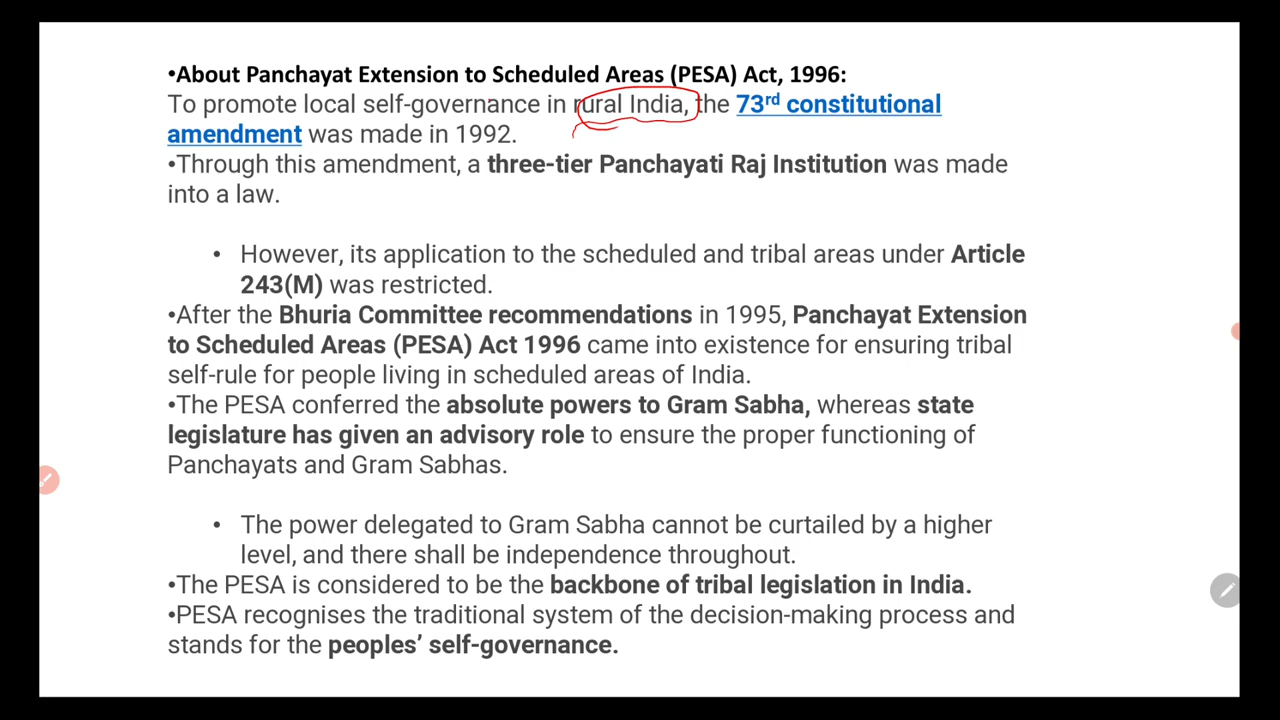 •About Panchayat Extension to Scheduled Areas (PESA) Act, 1996:
To promote local self-governance in rural India, the 73rd constitutional
amendment was made in 1992.
•Through this amendment, a three-tier Panchayati Raj Institution was made
into a law.
• However, its application to the scheduled and tribal areas under Article
243(M) was restricted.
•After the Bhuria Committee recommendations in 1995, Panchayat Extension
to Scheduled Areas (PESA) Act 1996 came into existence for ensuring tribal
self-rule for people living in scheduled areas of India.
•The PESA conferred the absolute powers to Gram Sabha, whereas state
legislature has given an advisory role to ensure the proper functioning of
Panchayats and Gram Sabhas.
• The power delegated to Gram Sabha cannot be curtailed by a higher
level, and there shall be independence throughout.
•The PESA is considered to be the backbone of tribal legislation in India.
•PESA recognises the traditional system of the decision-making process and
stands for the peoples’ self-governance.